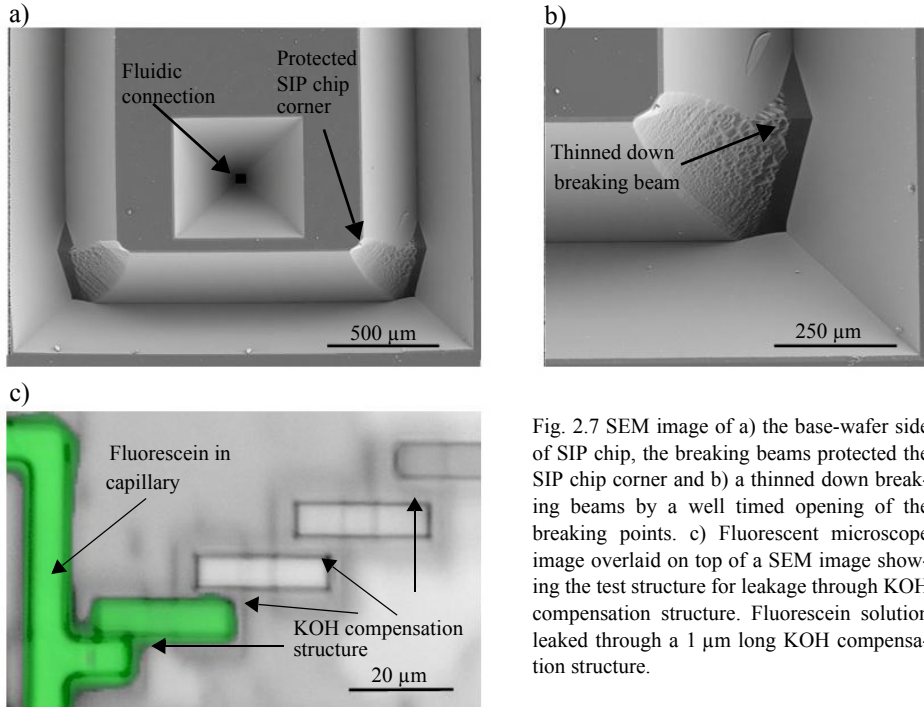 a)
Fluidic
connection
Protected
SIP chip
corner
500 µm
b)
Thinned down
breaking beam
250 µm
c)
Fluorescein in
capillary
KOH compensation
structure
20 µm
Fig. 2.7 SEM image of a) the base-wafer side
of SIP chip, the breaking beams protected the
SIP chip corner and b) a thinned down break-
ing beams by a well timed opening of the
breaking points. c) Fluorescent microscope
image overlaid on top of a SEM image show-
ing the test structure for leakage through KOH
compensation structure. Fluorescein solution
leaked through a 1 µm long KOH compensa-
tion structure.